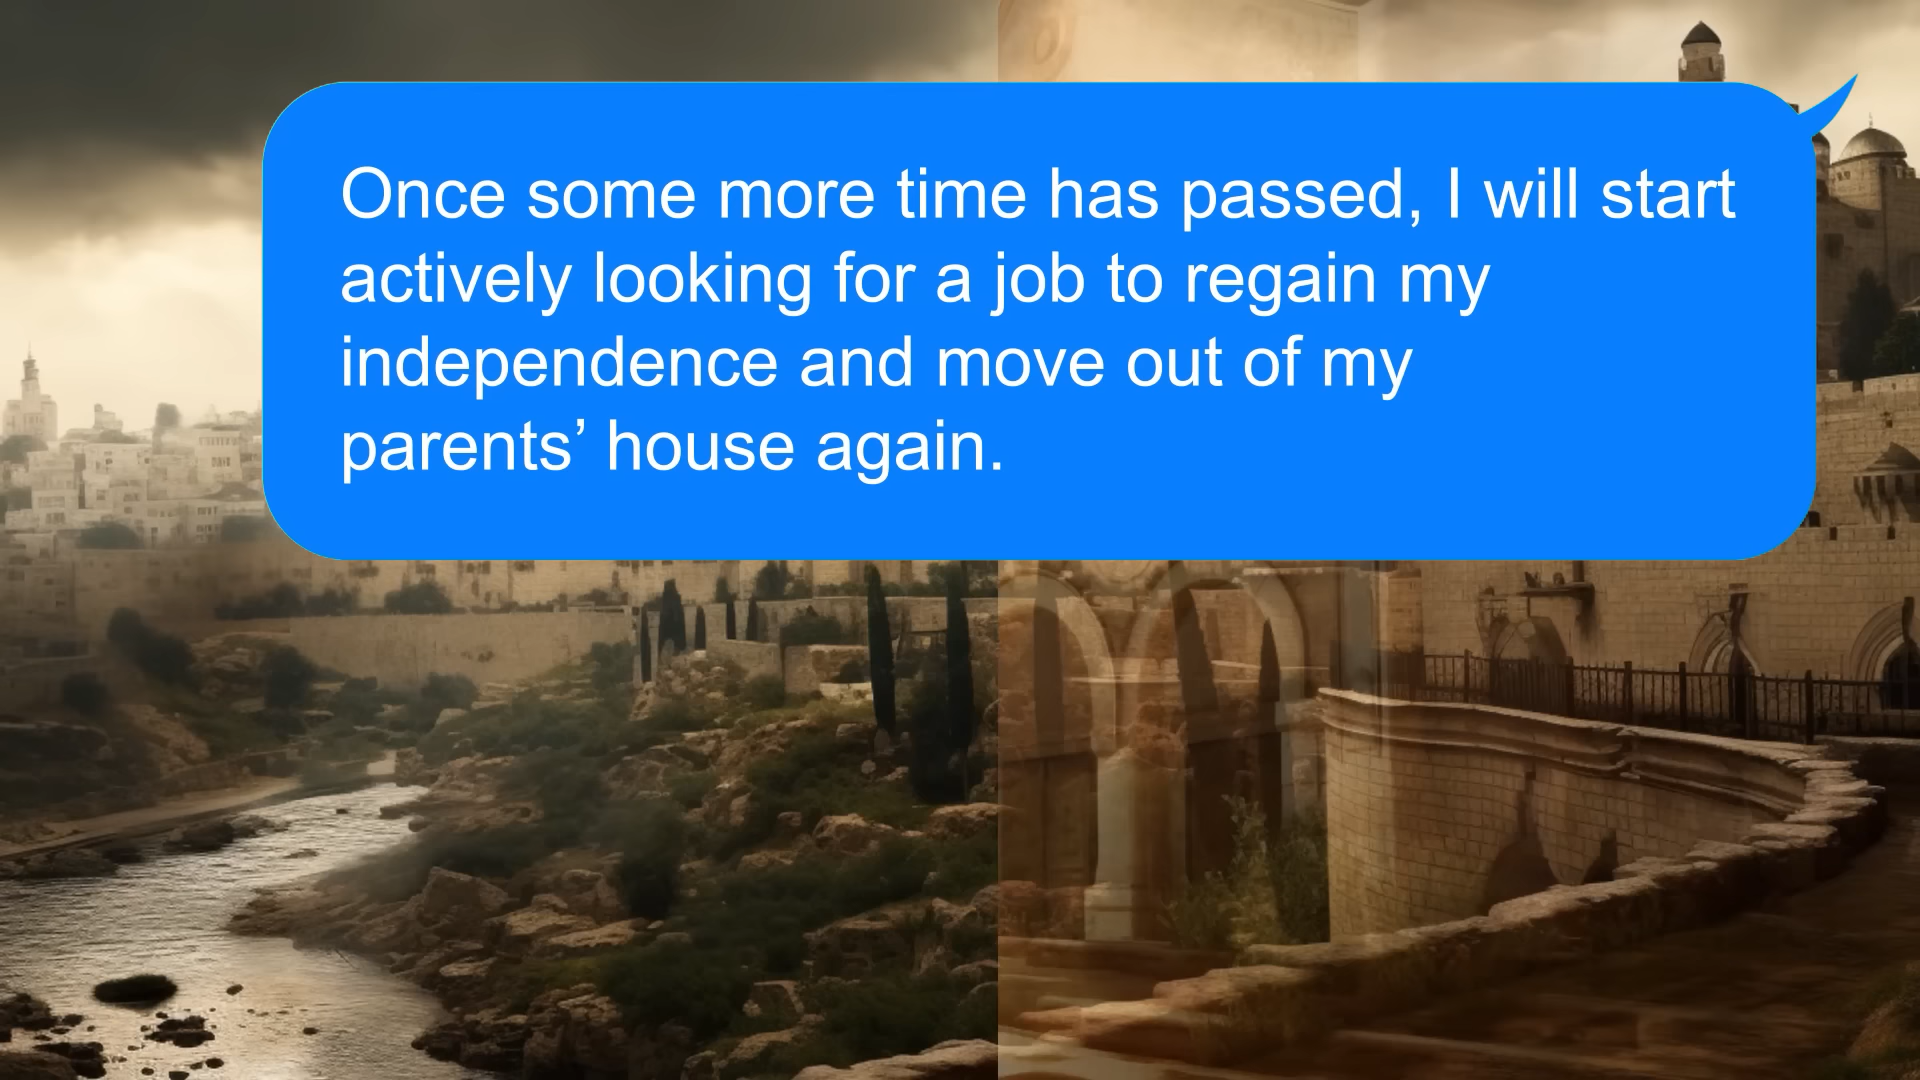 Once some more time has passed, I will start
actively looking for a job to regain my
independence and move out of my
parents’ house again.